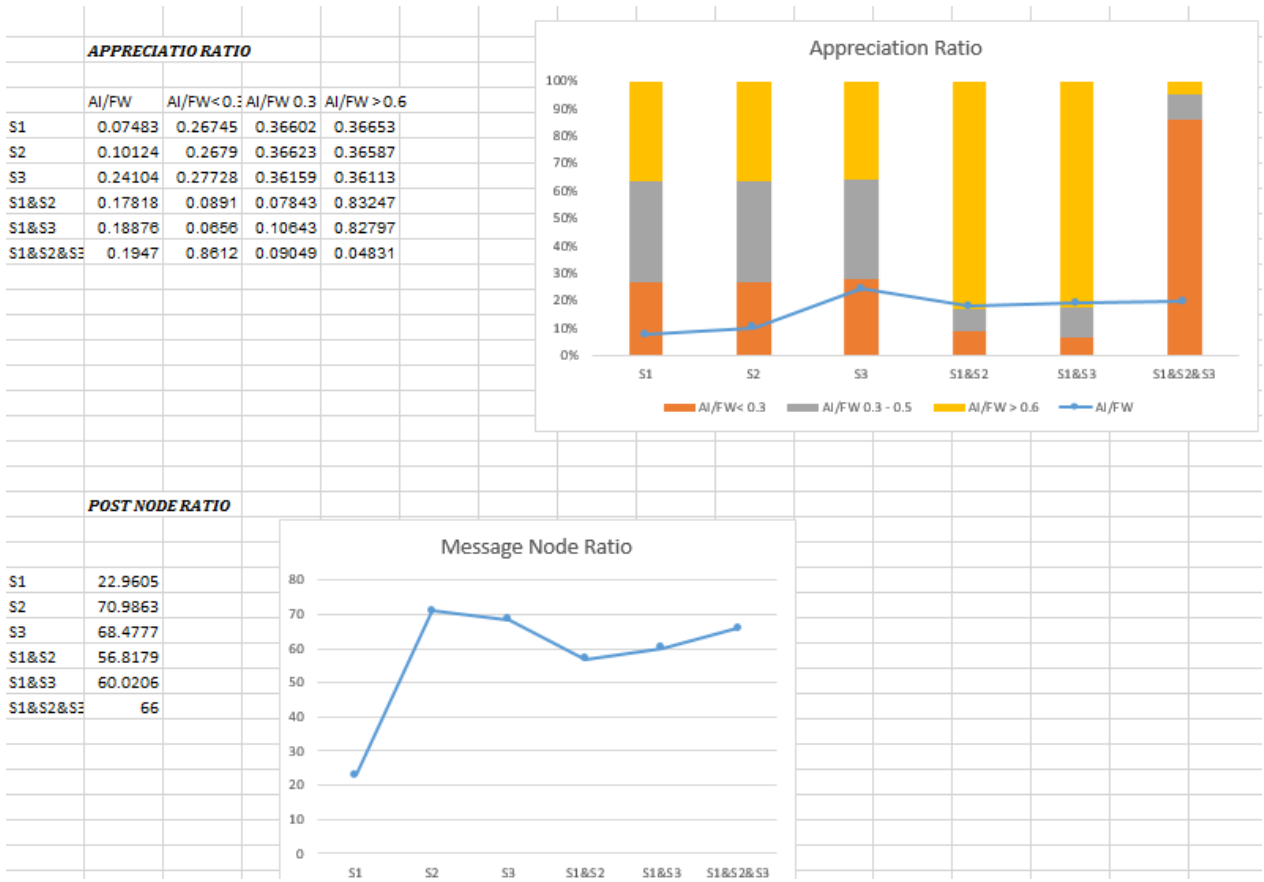 APPRECIATIO RATIO
AI/FW AI/FW< 0.3 AI/FW 0.3 AI/FW > 0.6
S1 0.07483 0.26745 0.36602 0.36653
S2 0.10124 0.2679 0.36623 0.36587
S3 0.24104 0.27728 0.36159 0.36113
S1&S2 0.17818 0.0891 0.07843 0.83247
S1&S3 0.18876 0.0656 0.10643 0.82797
S1&S2&S3 0.1947 0.8612 0.09049 0.04831
Appreciation Ratio
100%
90%
80%
70%
60%
50%
40%
30%
20%
10%
0%
S1 S2 S3 S1&S2 S1&S3 S1&S2&S3
AI/FW< 0.3 AI/FW 0.3 - 0.5 AI/FW > 0.6 AI/FW
POST NODE RATIO
S1 22.9605
S2 70.9863
S3 68.4777
S1&S2 56.8179
S1&S3 60.0206
S1&S2&S3 66
Message Node Ratio
80
70
60
50
40
30
20
10
0
S1 S2 S3 S1&S2 S1&S3 S1&S2&S3